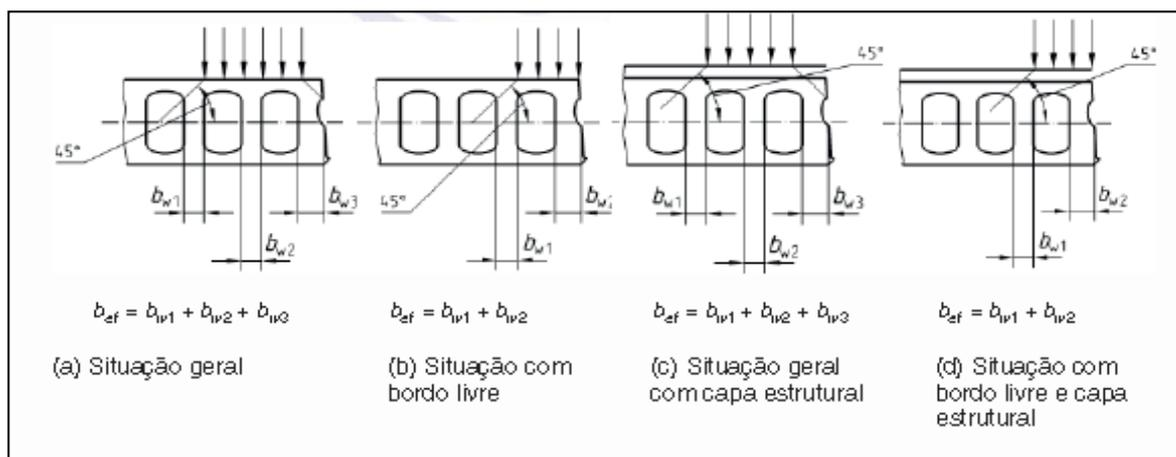 45°
b_w1
b_w2
b_w3
b_ef = b_w1 + b_w2 + b_w3
(a) Situação geral
45°
b_w1
b_w2
b_ef = b_w1 + b_w2
(b) Situação com
bordo livre
45°
b_w1
b_w2
b_w3
b_ef = b_w1 + b_w2 + b_w3
(c) Situação geral
com capa estrutural
45°
b_w1
b_w2
b_ef = b_w1 + b_w2
(d) Situação com
bordo livre e capa
estrutural